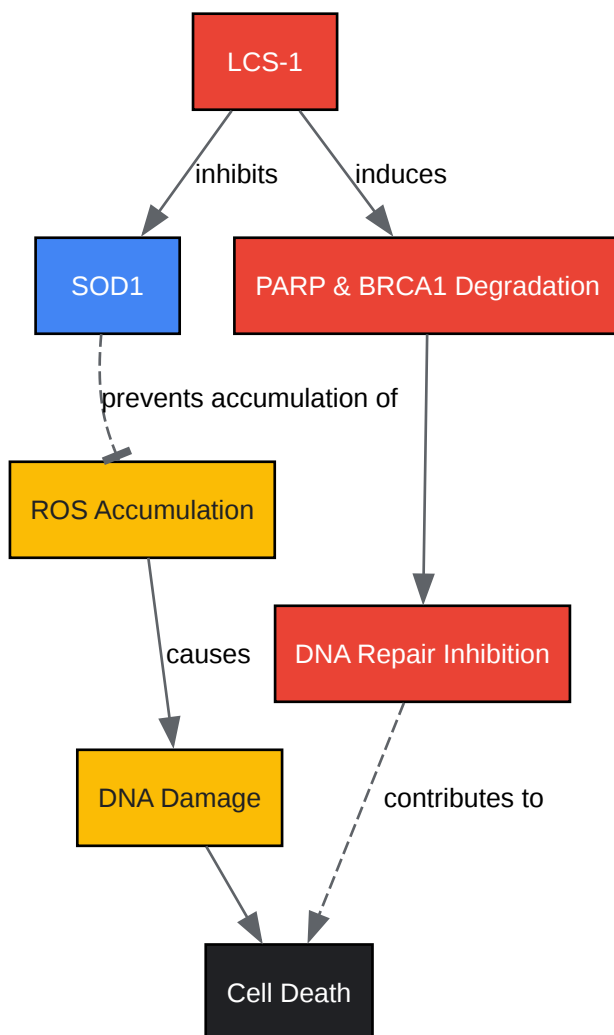 LCS-1
inhibits
induces
SOD1
PARP & BRCA1 Degradation
prevents accumulation of
ROS Accumulation
causes
DNA Repair Inhibition
DNA Damage
contributes to
Cell Death